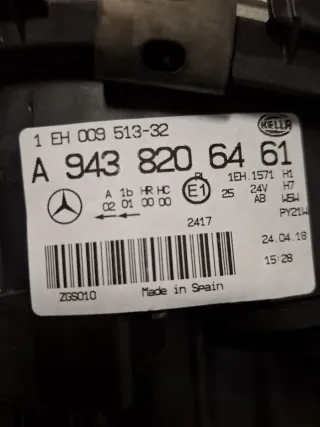 HELLA
1 EH 009 513-32
A 943 820 64 61
A 1b HR HC R E1 1EH.1571 H1
02 01 00 00 25 24V H7
AB W5W
PY21W
2417
24.04.18
15:28
ZGS010 Made in Spain